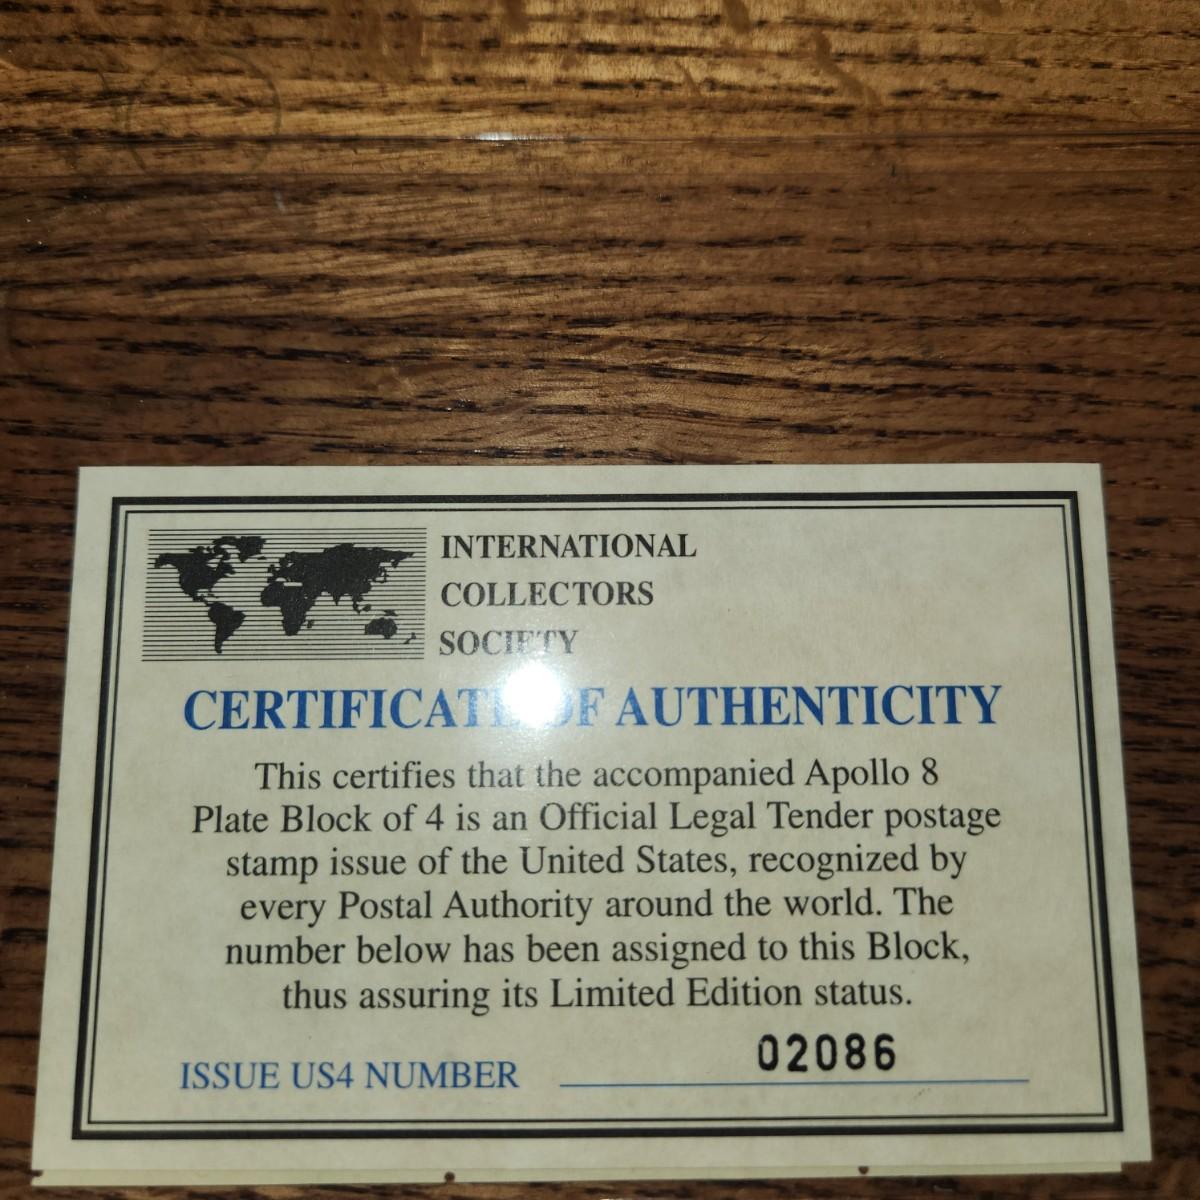 INTERNATIONAL
COLLECTORS
SOCIETY
CERTIFICATE OF AUTHENTICITY
This certifies that the accompanied Apollo 8
Plate Block of 4 is an Official Legal Tender postage
stamp issue of the United States, recognized by
every Postal Authority around the world. The
number below has been assigned to this Block,
thus assuring its Limited Edition status.
ISSUE US4 NUMBER 02086